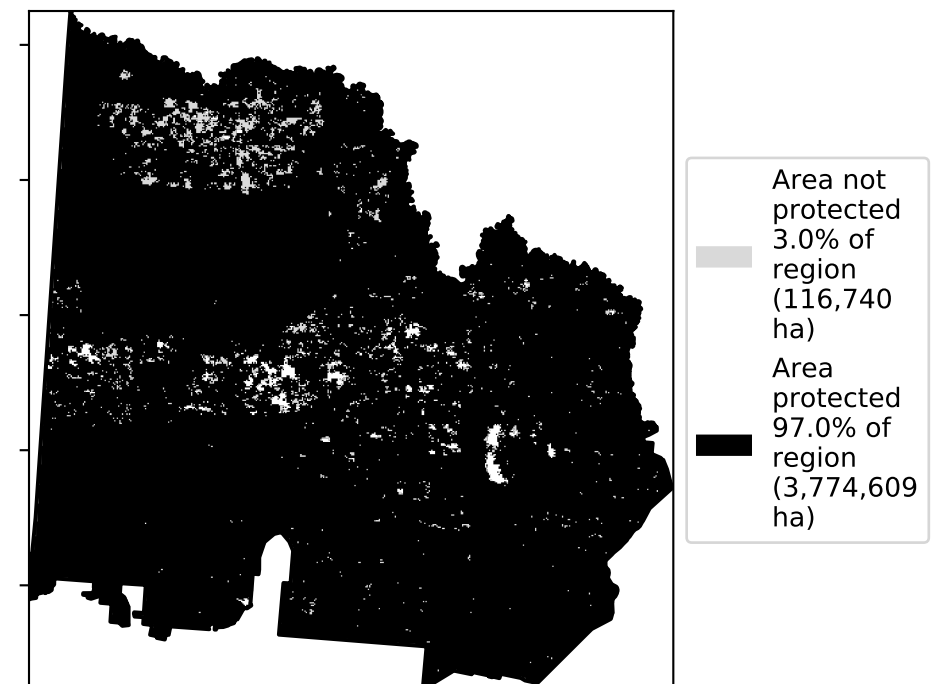 Area not
protected
3.0% of
region
(116,740
ha)
Area
protected
97.0% of
region
(3,774,609
ha)